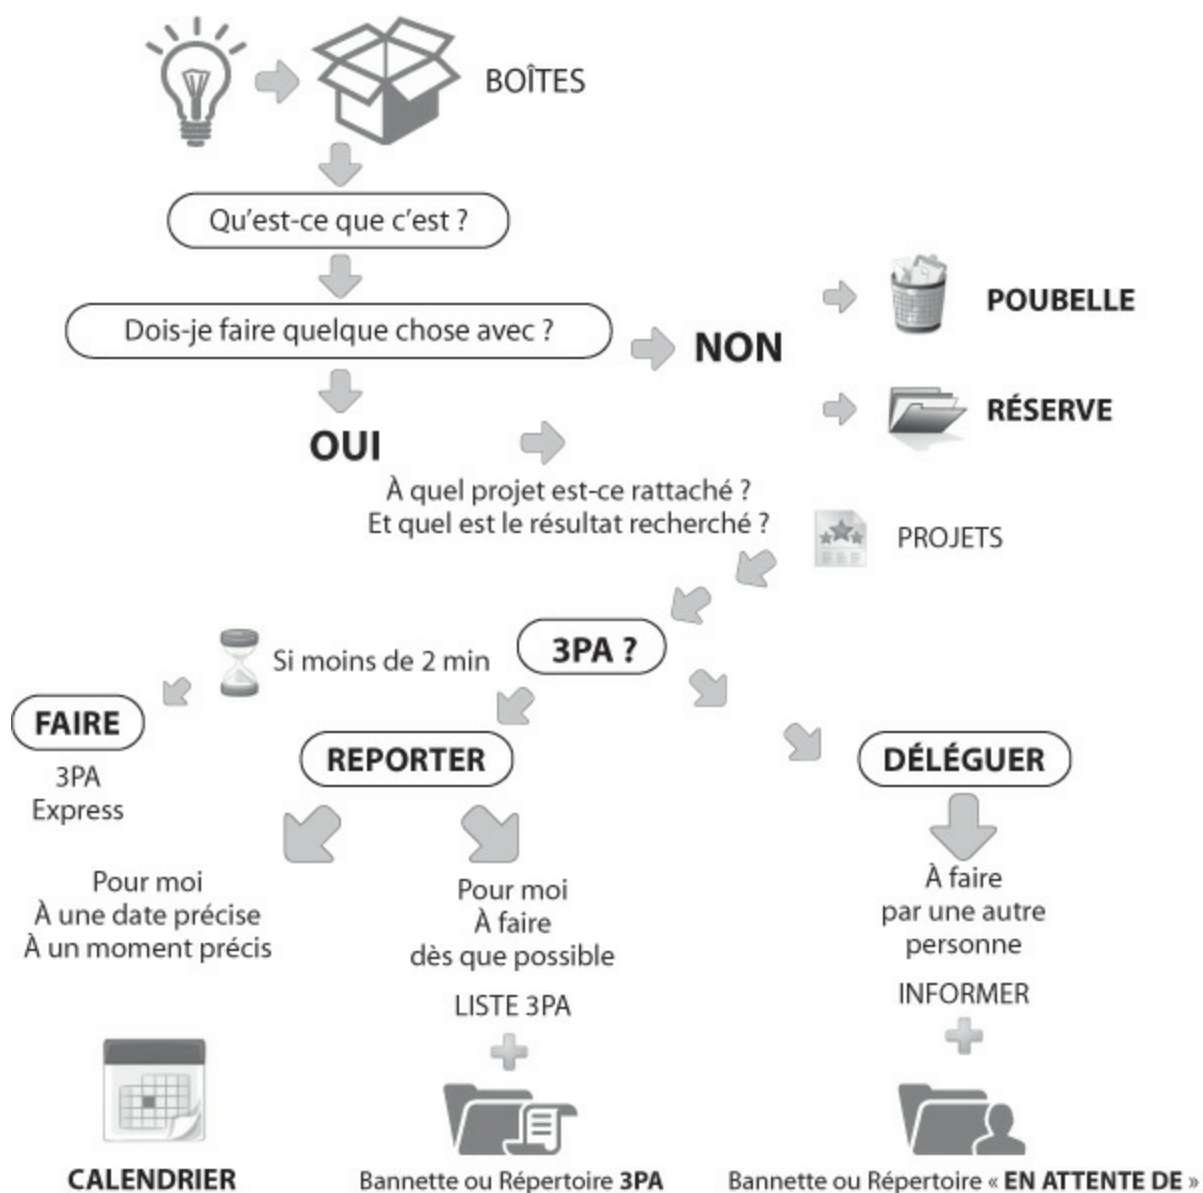 BOÎTES
Qu'est-ce que c'est ?
Dois-je faire quelque chose avec ?
NON
POUBELLE
RÉSERVE
OUI
À quel projet est-ce rattaché ?
Et quel est le résultat recherché ?
PROJETS
3PA ?
Si moins de 2 min
FAIRE
3PA
Express
REPORTER
Pour moi
À une date précise
À un moment précis
CALENDRIER
Pour moi
À faire
dès que possible
LISTE 3PA
Bannette ou Répertoire 3PA
DÉLÉGUER
À faire
par une autre
personne
INFORMER
Bannette ou Répertoire « EN ATTENTE DE »